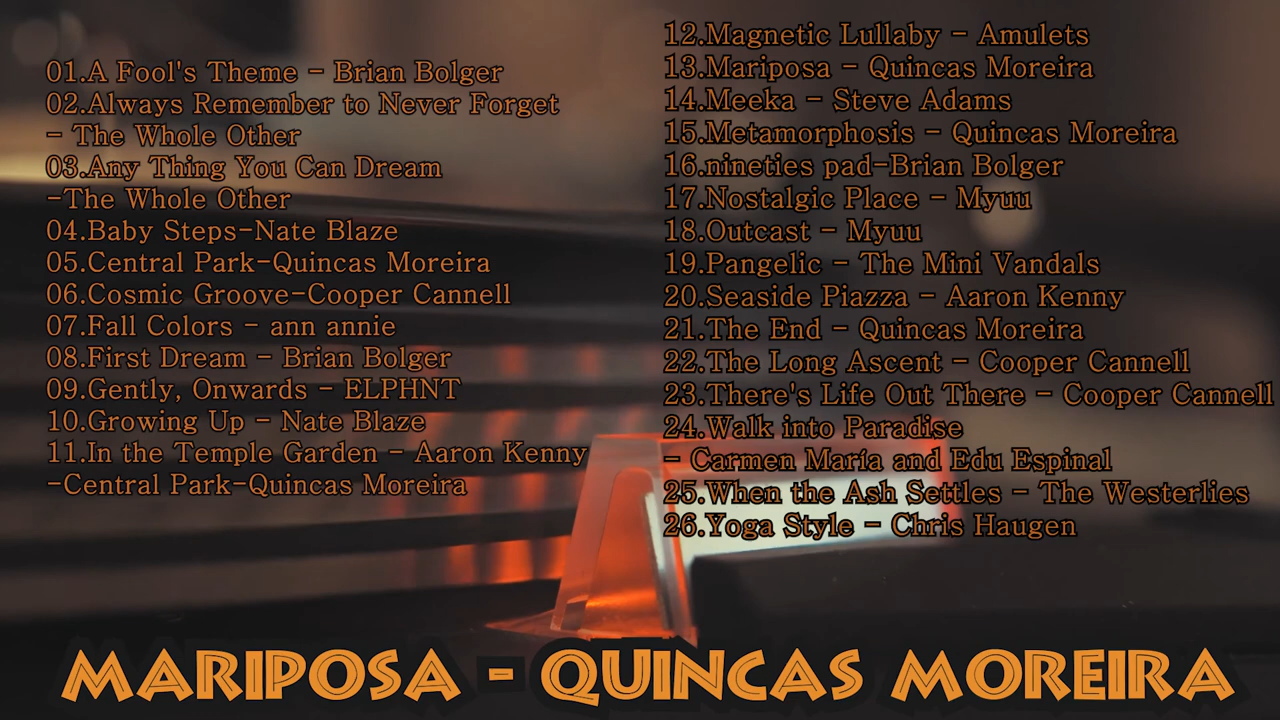 01.A Fool's Theme - Brian Bolger
02.Always Remember to Never Forget
- The Whole Other
03.Any Thing You Can Dream
-The Whole Other
04.Baby Steps-Nate Blaze
05.Central Park-Quincas Moreira
06.Cosmic Groove-Cooper Cannell
07.Fall Colors - ann annie
08.First Dream - Brian Bolger
09.Gently, Onwards - ELPHNT
10.Growing Up - Nate Blaze
11.In the Temple Garden - Aaron Kenny
-Central Park-Quincas Moreira
12.Magnetic Lullaby - Amulets
13.Mariposa - Quincas Moreira
14.Meeka - Steve Adams
15.Metamorphosis - Quincas Moreira
16.nineties pad-Brian Bolger
17.Nostalgic Place - Myuu
18.Outcast - Myuu
19.Pangelic - The Mini Vandals
20.Seaside Piazza - Aaron Kenny
21.The End - Quincas Moreira
22.The Long Ascent - Cooper Cannell
23.There's Life Out There - Cooper Cannell
24.Walk into Paradise
- Carmen María and Edu Espinal
25.When the Ash Settles - The Westerlies
26.Yoga Style - Chris Haugen
MARIPOSA - QUINCAS MOREIRA